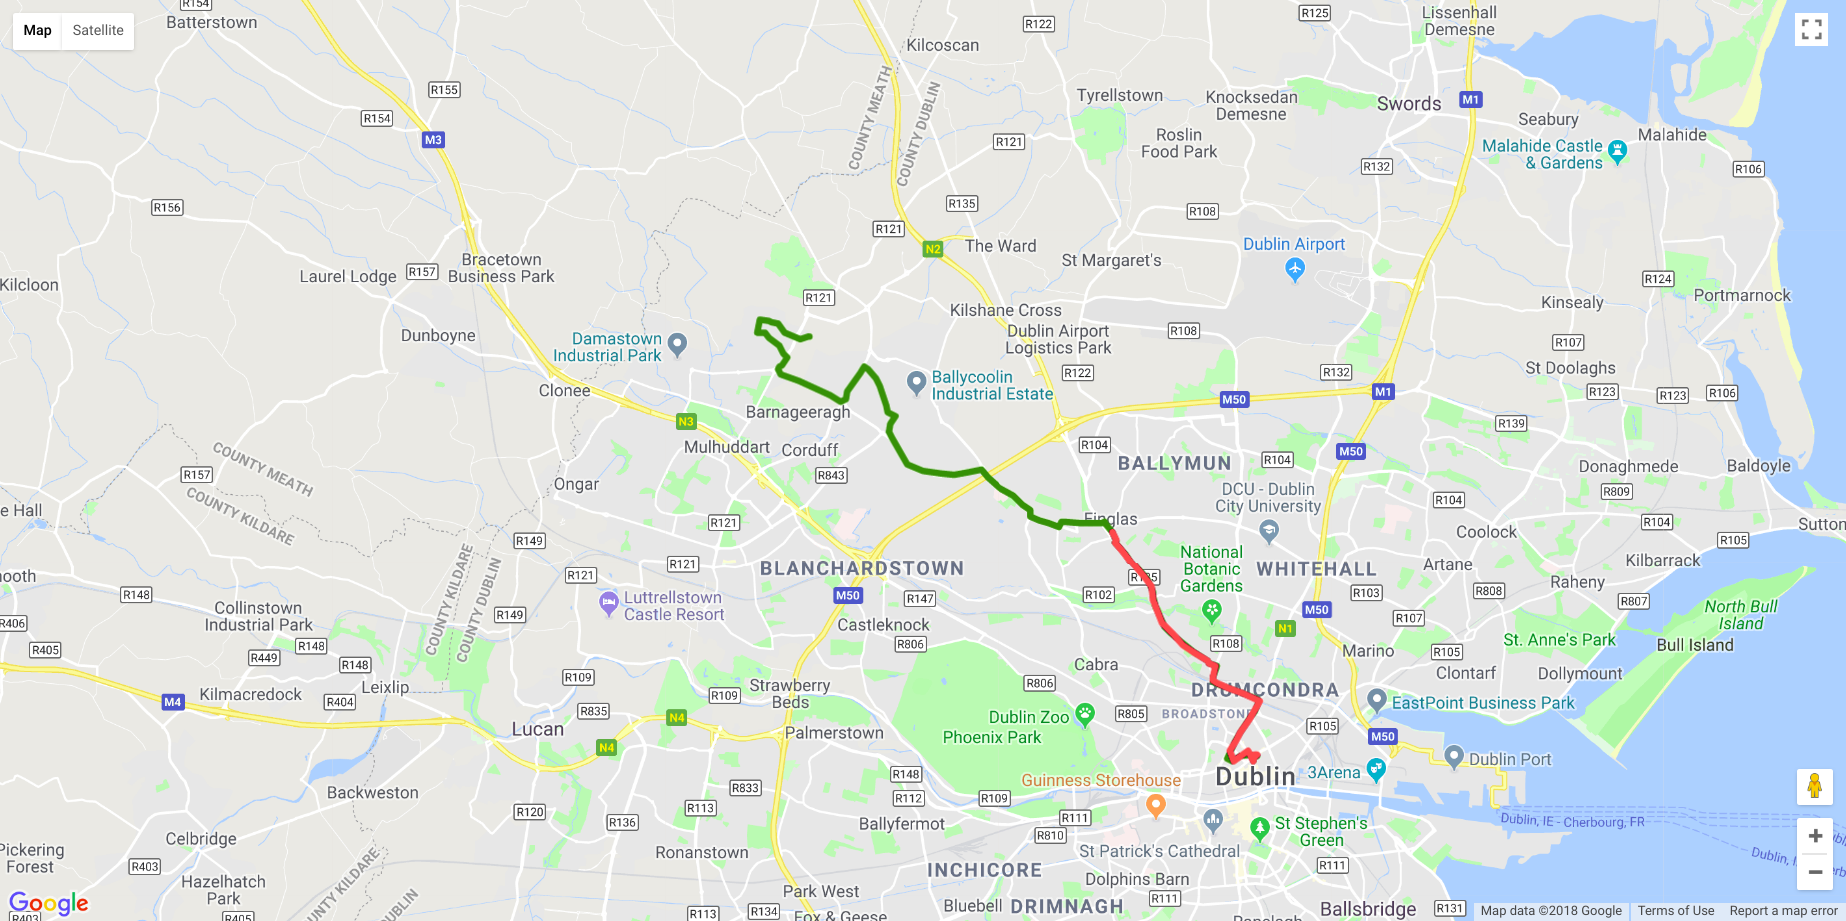 Map
Satellite
R154
Batterstown
R125
Lissenhall
Demesne
R122
Kilcoscan
R155
R154
M3
COUNTY MEATH
COUNTY DUBLIN
Tyrrellstown
Knocksedan
Demesne
Swords
M1
Seabury
Malahide
Roslin
Food Park
R121
Malahide Castle
& Gardens
R132
R106
R156
R135
R108
R121
N2
The Ward
St Margaret's
Dublin Airport
Bracetown
Business Park
Laurel Lodge
R157
Kilcloon
R124
Portmarnock
Kinsealy
R121
Kilshane Cross
Dublin Airport
Logistics Park
R108
Dunboyne
Damastown
Industrial Park
R107
St Doolaghs
R122
R132
Ballycoolin
Industrial Estate
Clonee
M50
M1
R123
R123
R106
Barnageeragh
N3
R139
Mulhuddart
Corduff
R104
M50
BALLYMUN
R104
COUNTY MEATH
R157
COUNTY KILDARE
R843
Ongar
Donaghmede
Baldoyle
R809
DCU - Dublin
City University
R104
R104
e Hall
R121
Finglas
Coolock
Sutton
R149
R105
National
Botanic
Gardens
Artane
Kilbarrack
R121
BLANCHARDSTOWN
WHITEHALL
COUNTY KILDARE
COUNTY DUBLIN
R121
R135
Raheny
ooth
R148
M50
R147
R102
R103
R808
R807
Luttrellstown
Castle Resort
Collinstown
Industrial Park
R149
M50
North Bull
Island
R406
Castleknock
N1
R107
R806
R108
St. Anne's Park
Bull Island
R405
R148
R449
R148
Marino
R105
Cabra
Clontarf
Dollymount
R109
R806
Strawberry
Beds
R109
DRUMCONDRA
Kilmacredock
Leixlip
M4
R404
R835
N4
R805
BROADSTONE
EastPoint Business Park
Dublin Zoo
Phoenix Park
R105
Lucan
Palmerstown
M50
N4
Dublin Port
Guinness Storehouse
Dublin
3Arena
R148
Backweston
R833
R112
R109
R120
R113
R136
R111
Dublin, IE - Cherbourg, FR
Ballyfermot
R810
St Stephen's
Green
Celbridge
Pickering
Forest
R403
Ronanstown
St Patrick's Cathedral
INCHICORE
R111
COUNTY KILDARE
Hazelhatch
Park
Dolphins Barn
Park West
R111
Google
R403
R405
COUNTY DUBLIN
R113
R134
Fox & Geese
Bluebell
DRIMNAGH
Ballsbridge
R131
Map data ©2018 Google
Terms of Use
Report a map error